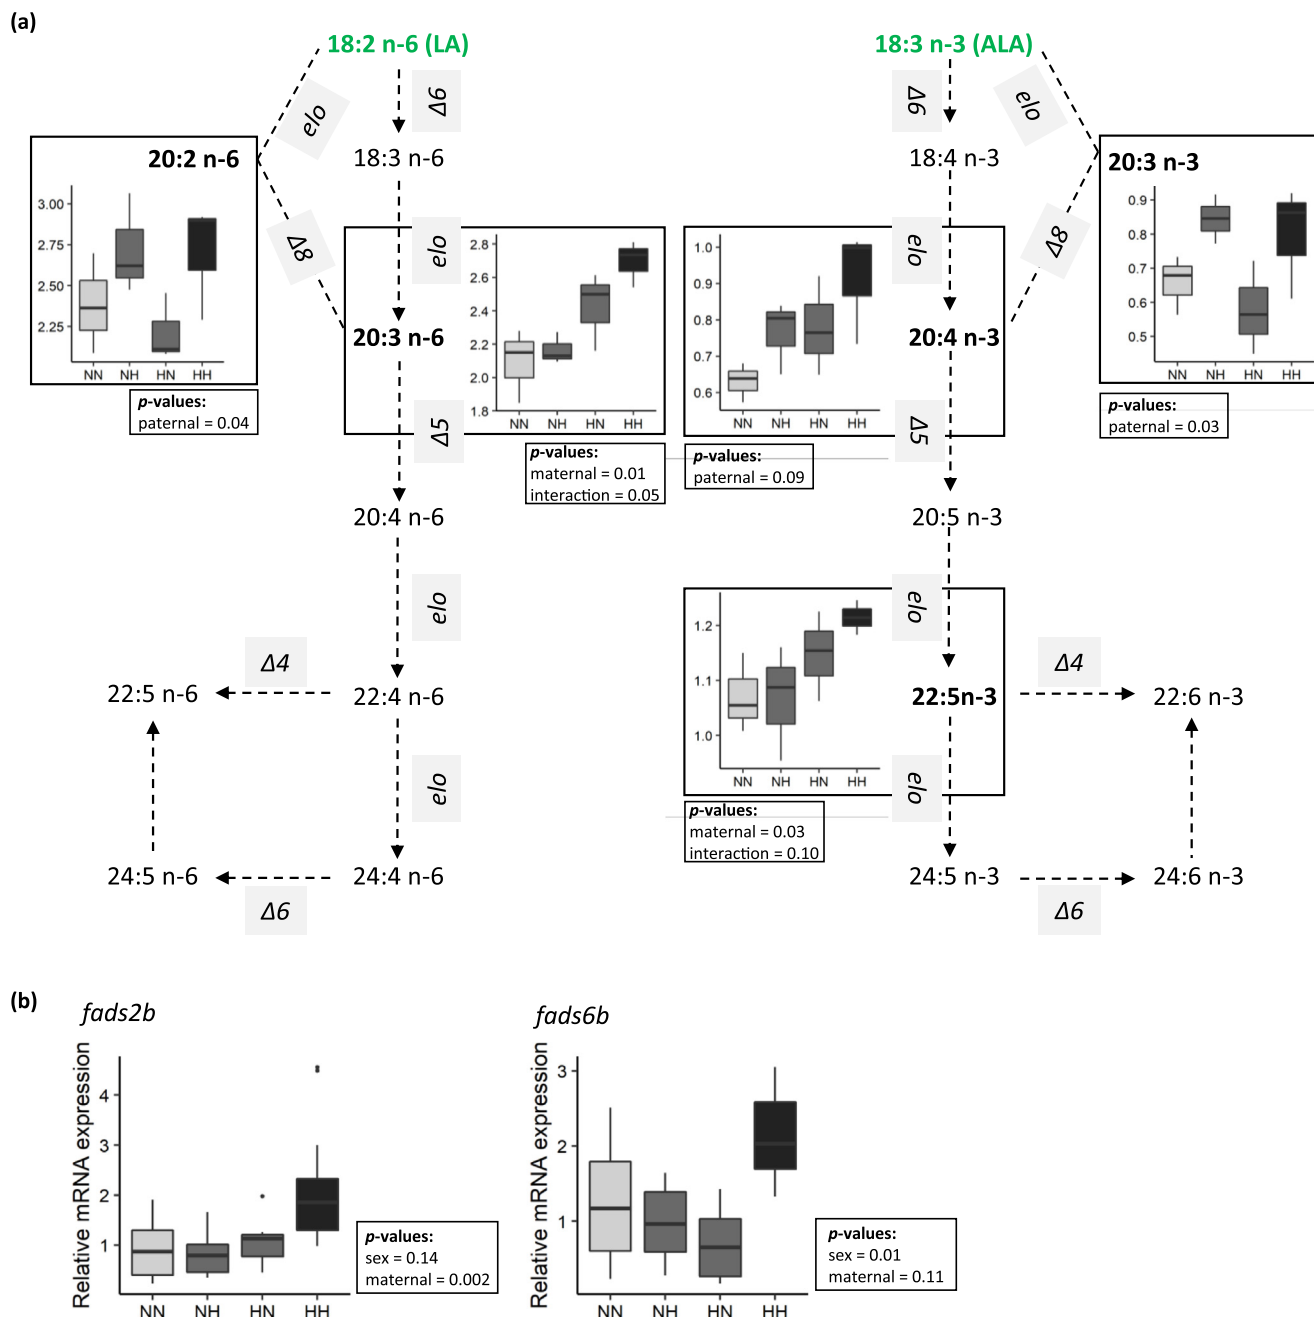 (a)
18:2 n-6 (LA)
18:3 n-3 (ALA)
elo
Δ6
Δ6
elo
20:2 n-6
18:3 n-6
18:4 n-3
20:3 n-3
3.00
2.75
2.50
2.25
NN NH HN HH
p-values:
paternal = 0.04
Δ8
elo
20:3 n-6
2.8
2.6
2.4
2.2
2.0
1.8
NN NH HN HH
p-values:
maternal = 0.01
interaction = 0.05
Δ5
1.0
0.9
0.8
0.7
0.6
NN NH HN HH
p-values:
paternal = 0.09
elo
20:4 n-3
Δ5
Δ8
0.9
0.8
0.7
0.6
0.5
NN NH HN HH
p-values:
paternal = 0.03
20:4 n-6
20:5 n-3
elo
elo
1.2
1.1
1.0
NN NH HN HH
p-values:
maternal = 0.03
interaction = 0.10
22:5 n-6
Δ4
22:4 n-6
22:5n-3
Δ4
22:6 n-3
elo
elo
24:5 n-6
Δ6
24:4 n-6
24:5 n-3
Δ6
24:6 n-3
(b)
fads2b
Relative mRNA expression
4
3
2
1
NN NH HN HH
p-values:
sex = 0.14
maternal = 0.002
fads6b
Relative mRNA expression
3
2
1
NN NH HN HH
p-values:
sex = 0.01
maternal = 0.11